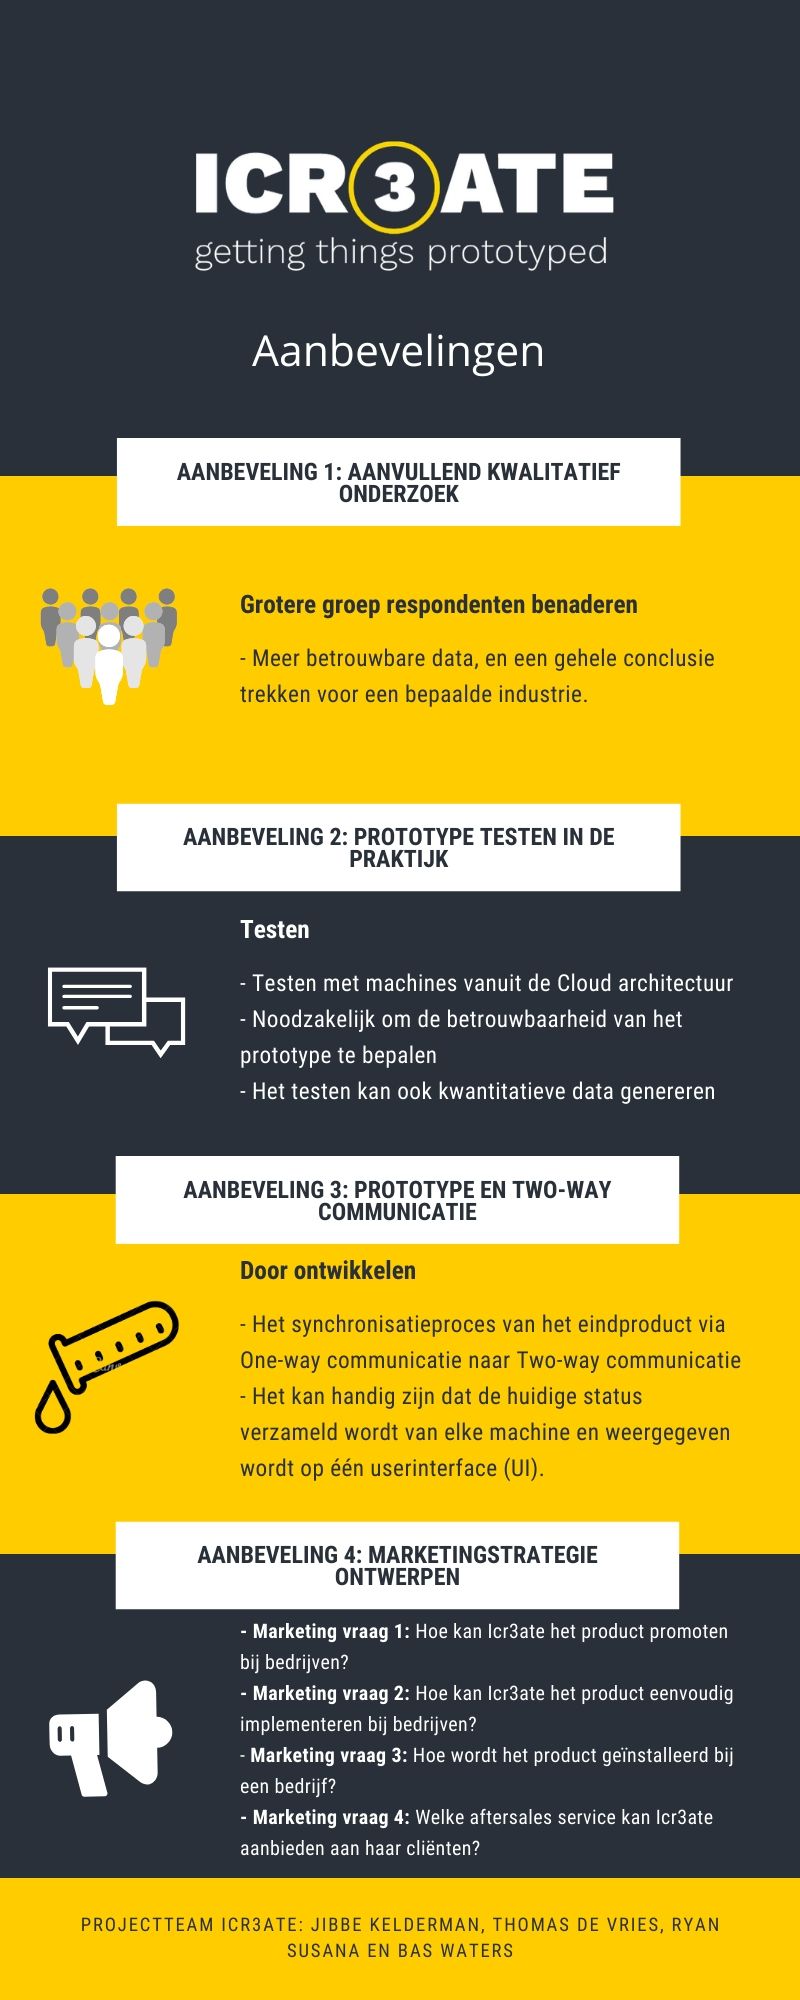 ICR3ATE
getting things prototyped
Aanbevelingen
AANBEVELING 1: AANVULLEND KWALITATIEF
ONDERZOEK
Grotere groep respondenten benaderen
- Meer betrouwbare data, en een gehele conclusie
trekken voor een bepaalde industrie.
AANBEVELING 2: PROTOTYPE TESTEN IN DE
PRAKTIJK
Testen
- Testen met machines vanuit de Cloud architectuur
- Noodzakelijk om de betrouwbaarheid van het
prototype te bepalen
- Het testen kan ook kwantitatieve data genereren
AANBEVELING 3: PROTOTYPE EN TWO-WAY
COMMUNICATIE
Door ontwikkelen
- Het synchronisatieproces van het eindproduct via
One-way communicatie naar Two-way communicatie
- Het kan handig zijn dat de huidige status
verzameld wordt van elke machine en weergegeven
wordt op één userinterface (UI).
AANBEVELING 4: MARKETINGSTRATEGIE
ONTWERPEN
- Marketing vraag 1: Hoe kan Icr3ate het product promoten
bij bedrijven?
- Marketing vraag 2: Hoe kan Icr3ate het product eenvoudig
implementeren bij bedrijven?
- Marketing vraag 3: Hoe wordt het product geïnstalleerd bij
een bedrijf?
- Marketing vraag 4: Welke aftersales service kan Icr3ate
aanbieden aan haar cliënten?
PROJECTTEAM ICR3ATE: JIBBE KELDERMAN, THOMAS DE VRIES, RYAN
SUSANA EN BAS WATERS